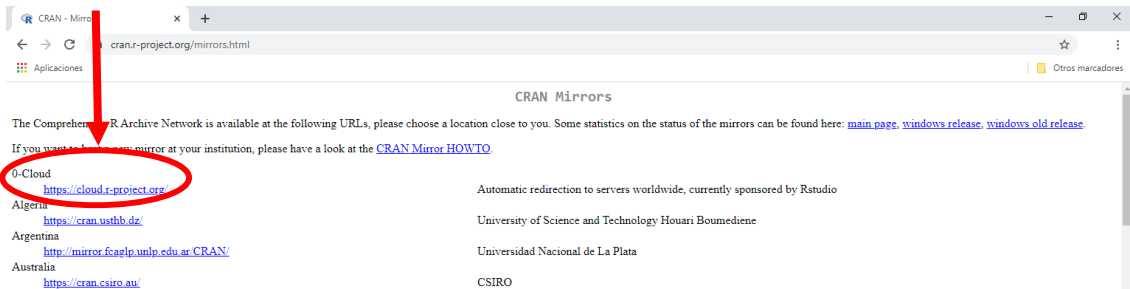 CRAN - Mirro
cran.r-project.org/mirrors.html
Aplicaciones
Otros marcadores
CRAN Mirrors
The Comprehen R Archive Network is available at the following URLs, please choose a location close to you. Some statistics on the status of the mirrors can be found here: main page, windows release, windows old release.
If you want to host a new mirror at your institution, please have a look at the CRAN Mirror HOWTO.
0-Cloud
https://cloud.r-project.org/ Automatic redirection to servers worldwide, currently sponsored by Rstudio
Algeria
https://cran.usthb.dz/ University of Science and Technology Houari Boumediene
Argentina
http://mirror.fcaglp.unlp.edu.ar/CRAN/ Universidad Nacional de La Plata
Australia
https://cran.csiro.au/ CSIRO